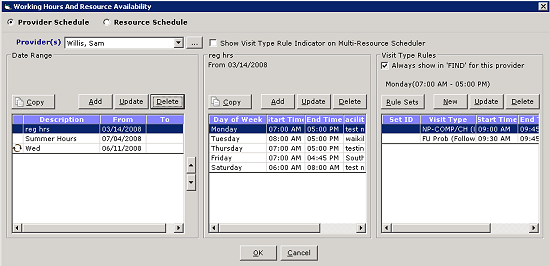 Working Hours And Resource Availability
Provider Schedule Resource Schedule
Provider(s) Willis, Sam ... Show Visit Type Rule Indicator on Multi-Resource Scheduler
Date Range
Copy Add Update Delete
Description From To
reg hrs 03/14/2008
Summer Hours 07/04/2008
Wed 06/11/2008
reg hrs
From 03/14/2008
Copy Add Update Delete
Day of Week tart Time End Time acilit
Monday 07:00 AM 05:00 PM test n
Tuesday 08:00 AM 05:00 PM waikil
Thursday 07:00 AM 05:00 PM testin
Friday 07:00 AM 04:45 PM South
Saturday 06:00 AM 08:00 AM test n
Visit Type Rules
Always show in 'FIND' for this provider
Monday(07:00 AM - 05:00 PM)
Rule Sets New Update Delete
Set ID Visit Type Start Time End T
NP-COMP/CH ( 09:00 AM 09:45
FU Prob (Follow 09:30 AM 09:45
OK Cancel